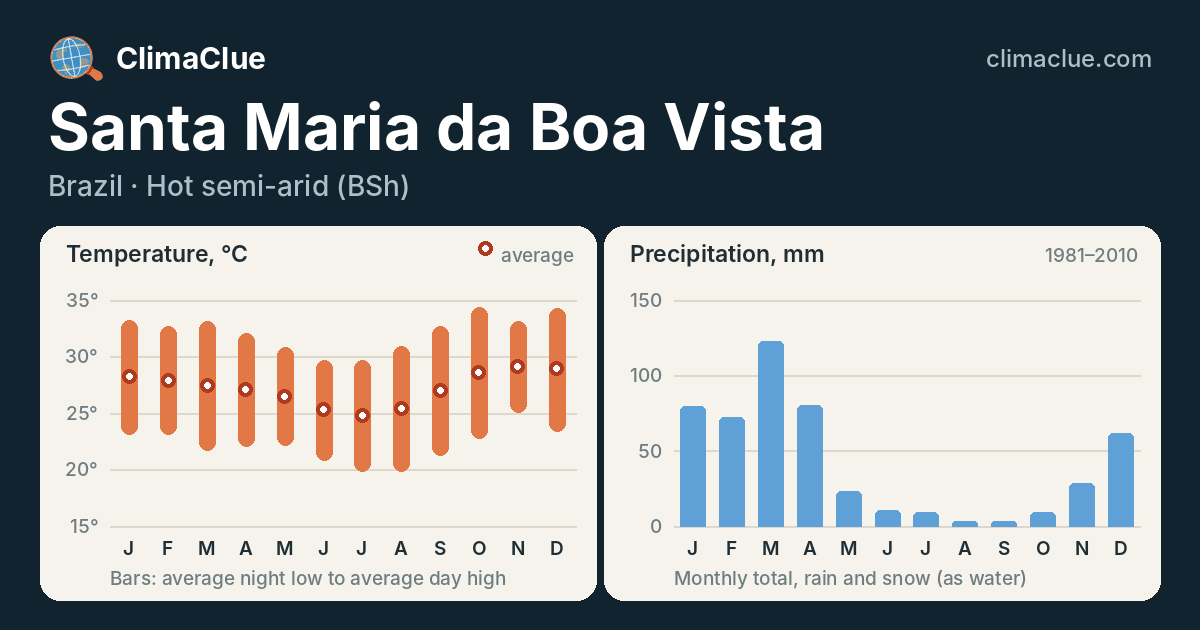 ClimaClue
climaclue.com
Santa Maria da Boa Vista
Brazil · Hot semi-arid (BSh)
Temperature, °C
average
35°
30°
25°
20°
15°
J F M A M J J A S O N D
Bars: average night low to average day high
Precipitation, mm
1981–2010
150
100
50
0
J F M A M J J A S O N D
Monthly total, rain and snow (as water)